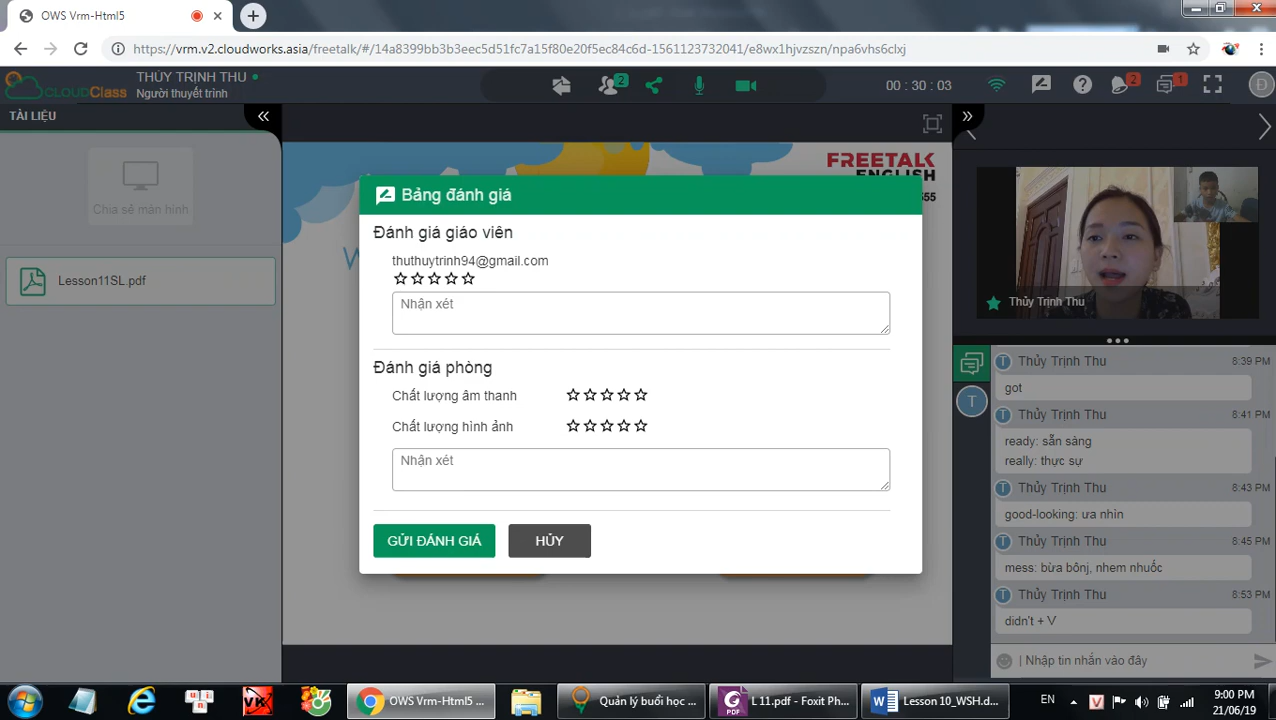 OWS Vrm-Html5
https://vrm.v2.cloudworks.asia/freetalk/#/14a8399bb3b3eec5d51fc7a15f80e20f5ec84c6d-1561123732041/e8wx1hjvzszn/npa6vhs6clxj
CLOUDClass
THỦY TRỊNH THU
Người thuyết trình
2
00 : 30 : 03
2
1
Đ
TÀI LIỆU
Chia sẻ màn hình
Lesson11SL.pdf
FREETALK
ENGLISH
555
W
Bảng đánh giá
Đánh giá giáo viên
thuthuytrinh94@gmail.com
Nhận xét
Đánh giá phòng
Chất lượng âm thanh
Chất lượng hình ảnh
Nhận xét
GỬI ĐÁNH GIÁ
HỦY
Thủy Trịnh Thu
T
T Thủy Trịnh Thu 8:39 PM
got
T Thủy Trịnh Thu 8:41 PM
ready: sẵn sàng
really: thực sự
T Thủy Trịnh Thu 8:43 PM
good-looking: ưa nhìn
T Thủy Trịnh Thu 8:45 PM
mess: bừa bônj, nhem nhuốc
T Thủy Trịnh Thu 8:53 PM
didn't + V
Nhập tin nhắn vào đây
OWS Vrm-Html5 ...
Quản lý buổi học ...
L 11.pdf - Foxit Ph...
Lesson 10_WSH.d...
EN
9:00 PM
21/06/19